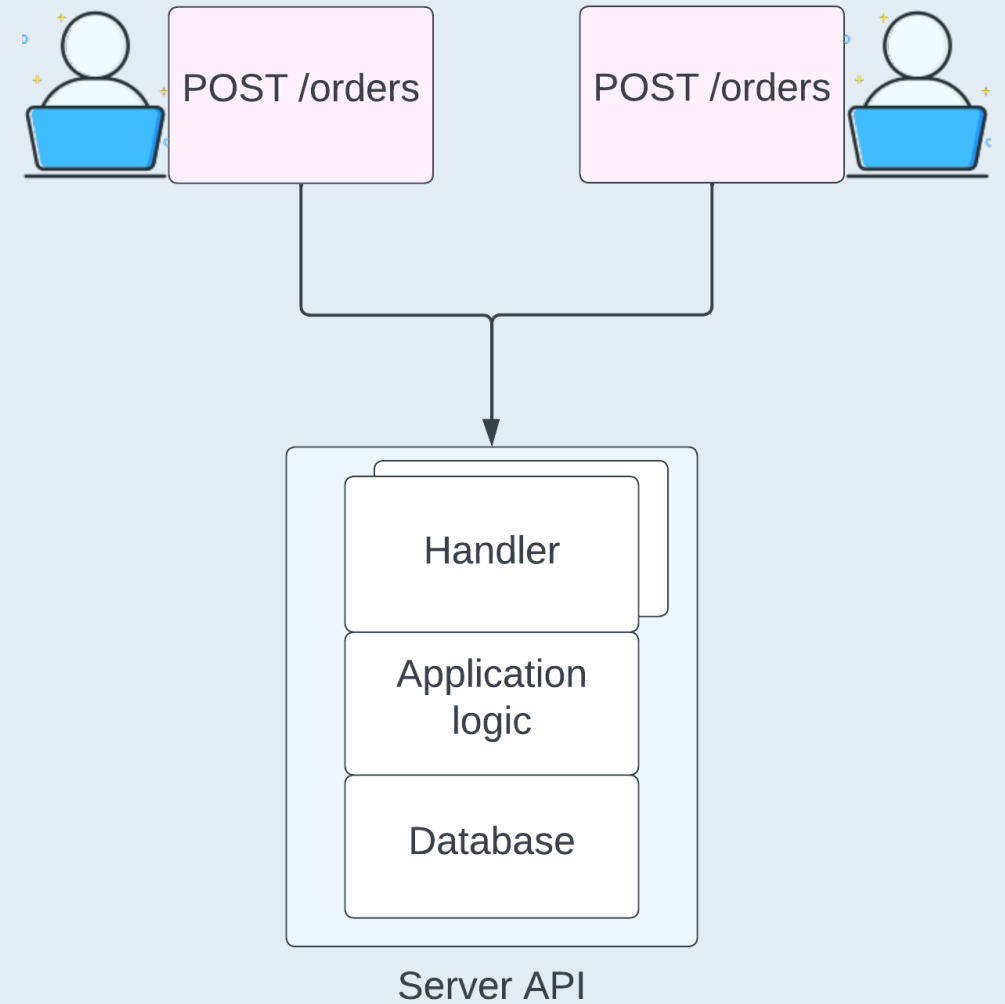 POST /orders
POST /orders
Handler
Application
logic
Database
Server API